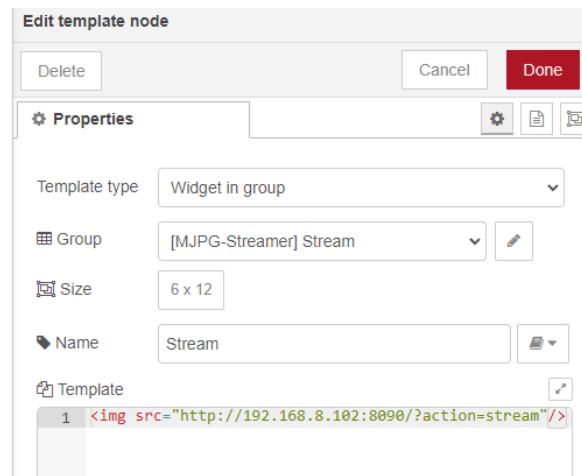 Edit template node
Delete Cancel Done
Properties
Template type Widget in group
Group [MJPG-Streamer] Stream
Size 6 x 12
Name Stream
Template
1 <img src="http://192.168.8.102:8090/?action=stream"/>